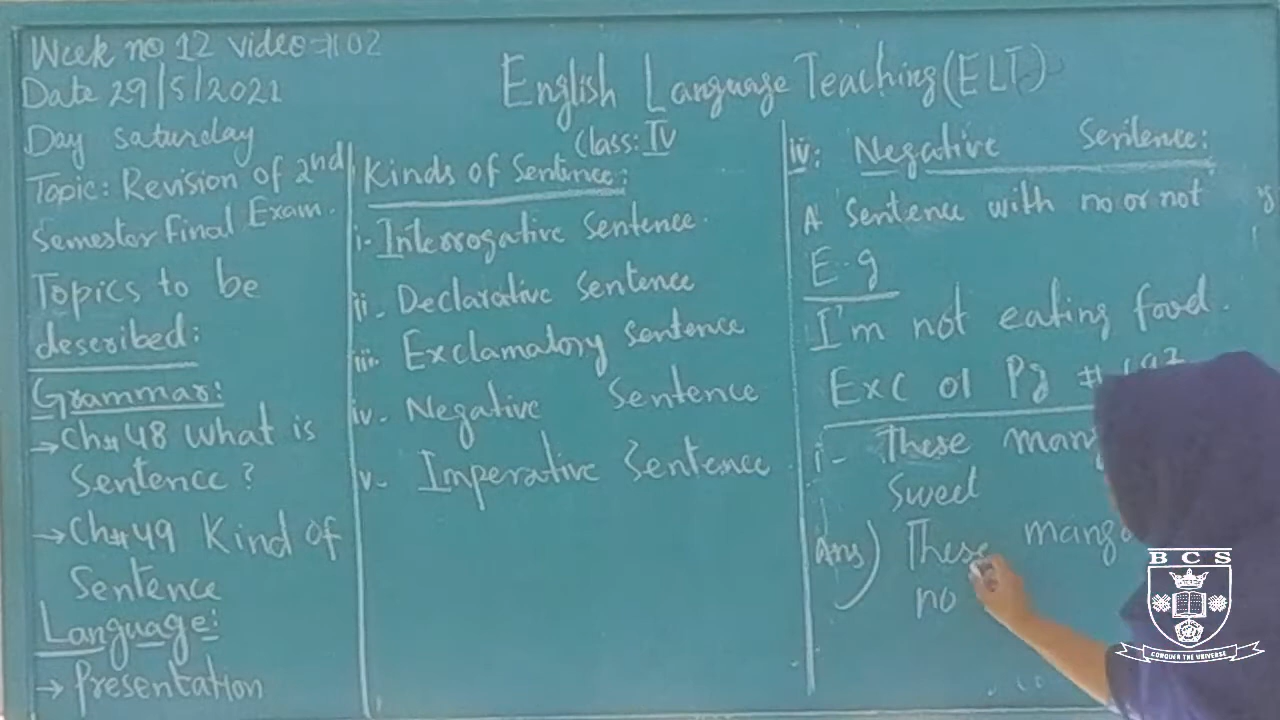 Week no 12 video # 02
Date 29/5/2021
Day saturday
Topic: Revision of 2nd
Semester Final Exam.
Topics to be
described:
Grammar:
→ Ch# 48 What is
Sentence?
→ Ch# 49 Kind of
Sentence
Language:
→ Presentation
English Language Teaching (ELT)
Class: IV
Kinds of Sentence:
i- Interrogative Sentence.
ii- Declarative Sentence
iii- Exclamatory Sentence
iv- Negative Sentence
v- Imperative Sentence
iv: Negative Sentence:
A Sentence with no or not
E.g
I'm not eating food.
Exc 01 Pg #
i- These
Sweet
Ans) These
no
BCS
CONQUER THE UNIVERSE